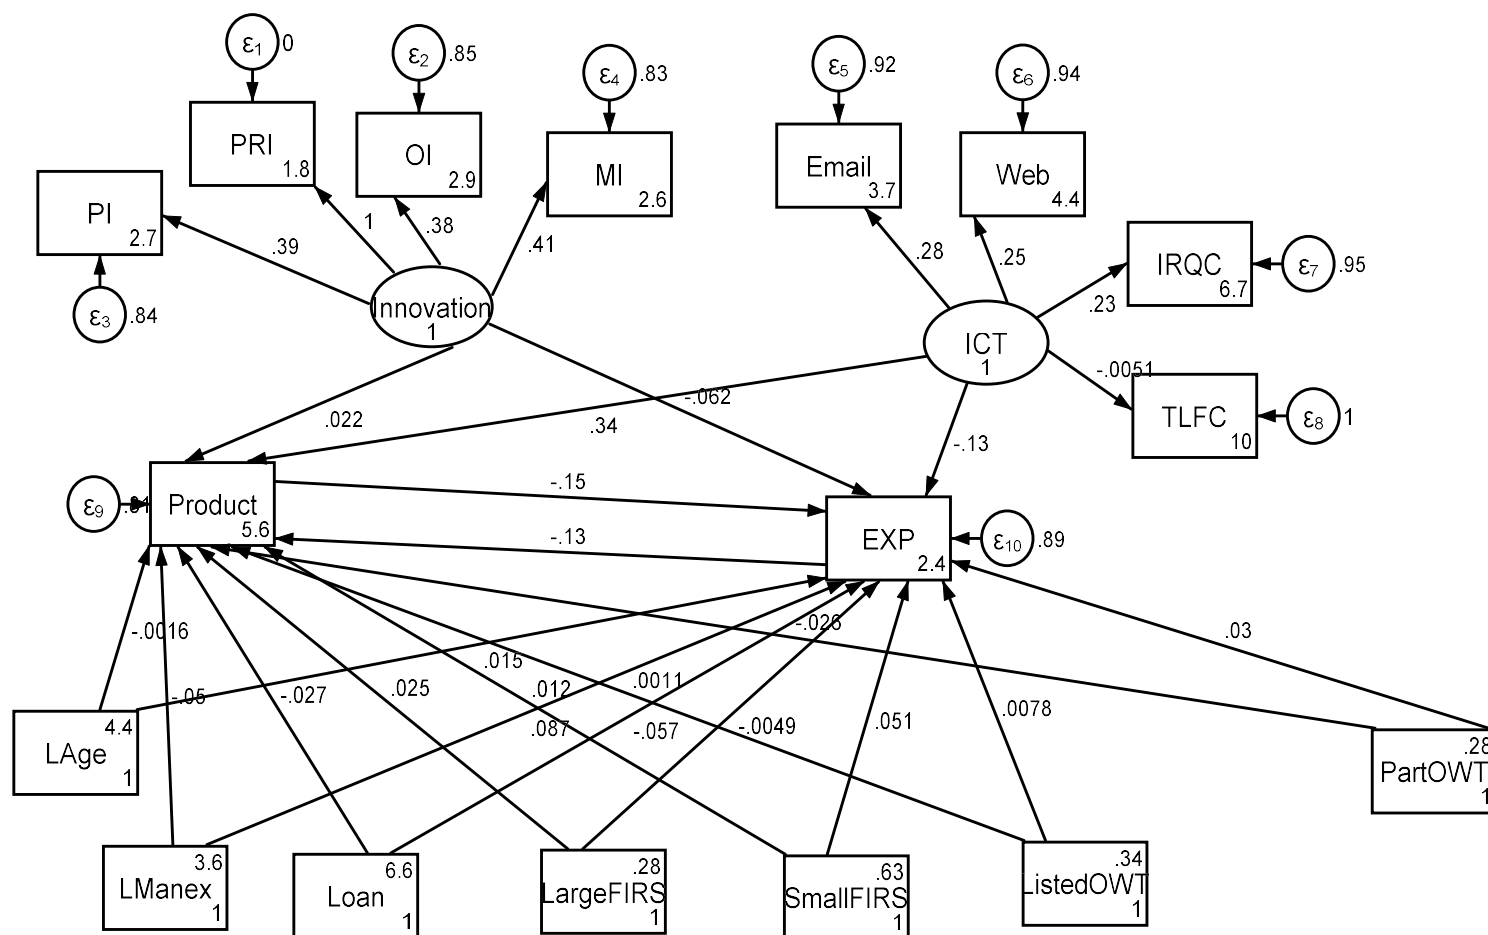 ε1 0
ε2 .85
ε4 .83
ε5 .92
ε6 .94
PRI
1.8
OI
2.9
MI
2.6
Email
3.7
Web
4.4
PI
2.7
IRQC
6.7
ε7 .95
ε3 .84
.39
1
.38
.41
.28
.25
.23
-.0051
Innovation
1
ICT
1
TLFC
10
ε8 1
.022
-.062
.34
-.13
ε9
Product
5.6
-.15
-.13
EXP
2.4
ε10 .89
-.0016
-.05
-.027
.025
.015
.012
.087
.0011
-.057
-.026
-.0049
.051
.0078
.03
4.4
LAge
1
.28
PartOWT
1
3.6
LManex
1
6.6
Loan
1
.28
LargeFIRS
1
.63
SmallFIRS
1
.34
ListedOWT
1